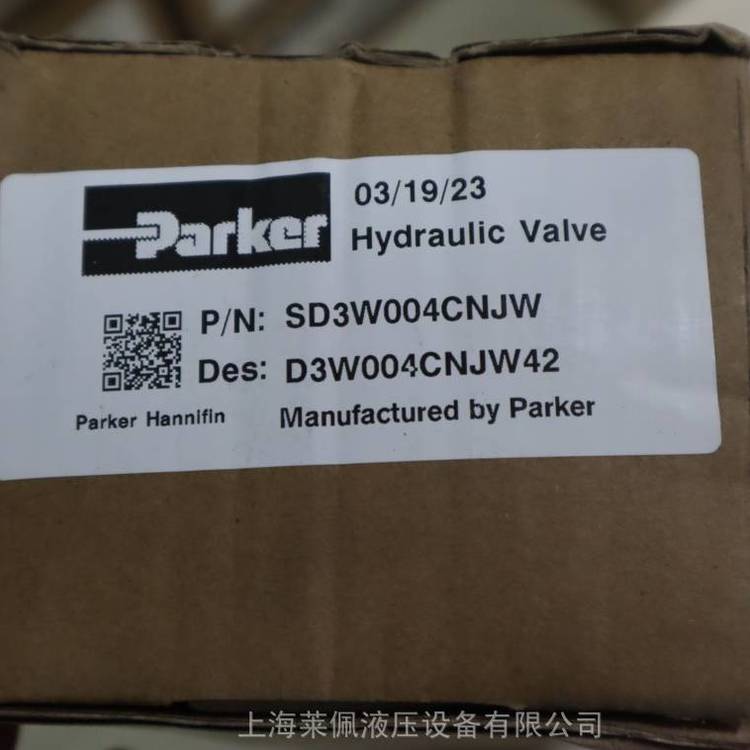 Parker
03/19/23
Hydraulic Valve
P/N: SD3W004CNJW
Des: D3W004CNJW42
Parker Hannifin
Manufactured by Parker
上海莱佩液压设备有限公司